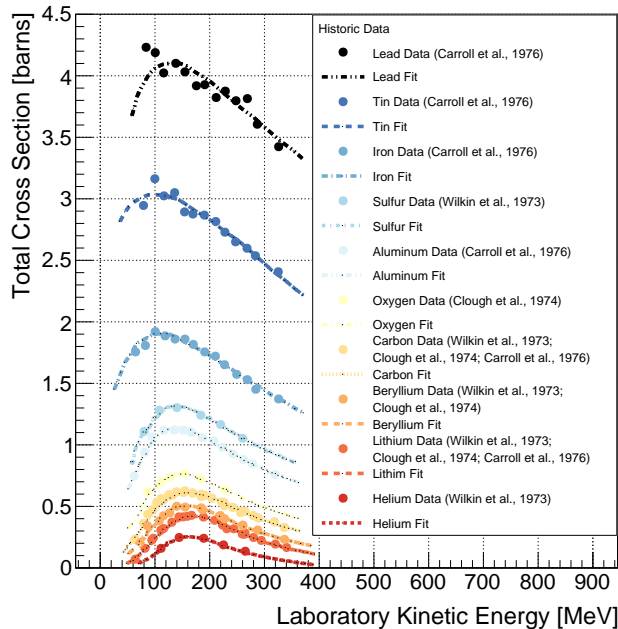 Total Cross Section [barns]
4.5
4
3.5
3
2.5
2
1.5
1
0.5
0
0 100 200 300 400 500 600 700 800 900
Laboratory Kinetic Energy [MeV]
Historic Data
Lead Data (Carroll et al., 1976)
Lead Fit
Tin Data (Carroll et al., 1976)
Tin Fit
Iron Data (Carroll et al., 1976)
Iron Fit
Sulfur Data (Wilkin et al., 1973)
Sulfur Fit
Aluminum Data (Carroll et al., 1976)
Aluminum Fit
Oxygen Data (Clough et al., 1974)
Oxygen Fit
Carbon Data (Wilkin et al., 1973;
Clough et al., 1974; Carroll et al., 1976)
Carbon Fit
Beryllium Data (Wilkin et al., 1973;
Clough et al., 1974)
Beryllium Fit
Lithium Data (Wilkin et al., 1973;
Clough et al., 1974; Carroll et al., 1976)
Lithim Fit
Helium Data (Wilkin et al., 1973)
Helium Fit